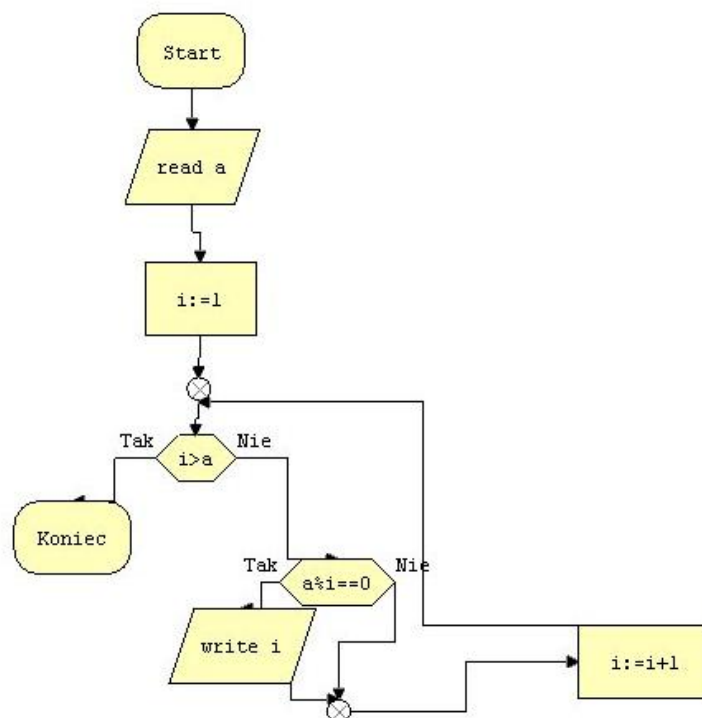 Start
read a
i:=1
Tak
Nie
i>a
Koniec
Tak
Nie
a%i==0
write i
i:=i+1